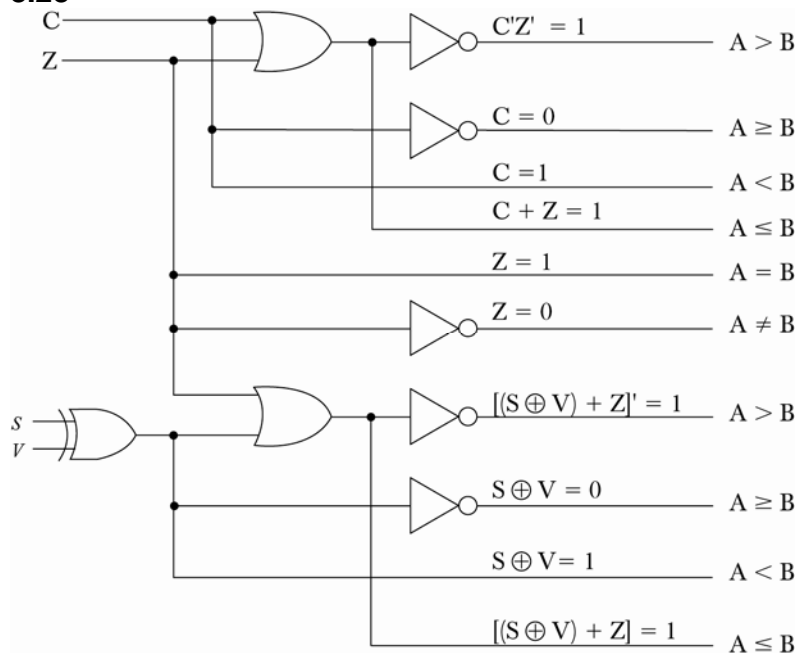 C C'Z' = 1 A > B
Z
C = 0 A ≥ B
C =1 A < B
C + Z = 1 A ≤ B
Z = 1 A = B
Z = 0 A ≠ B
S [(S ⊕ V) + Z]' = 1 A > B
V
S ⊕ V = 0 A ≥ B
S ⊕ V= 1 A < B
[(S ⊕ V) + Z] = 1 A ≤ B